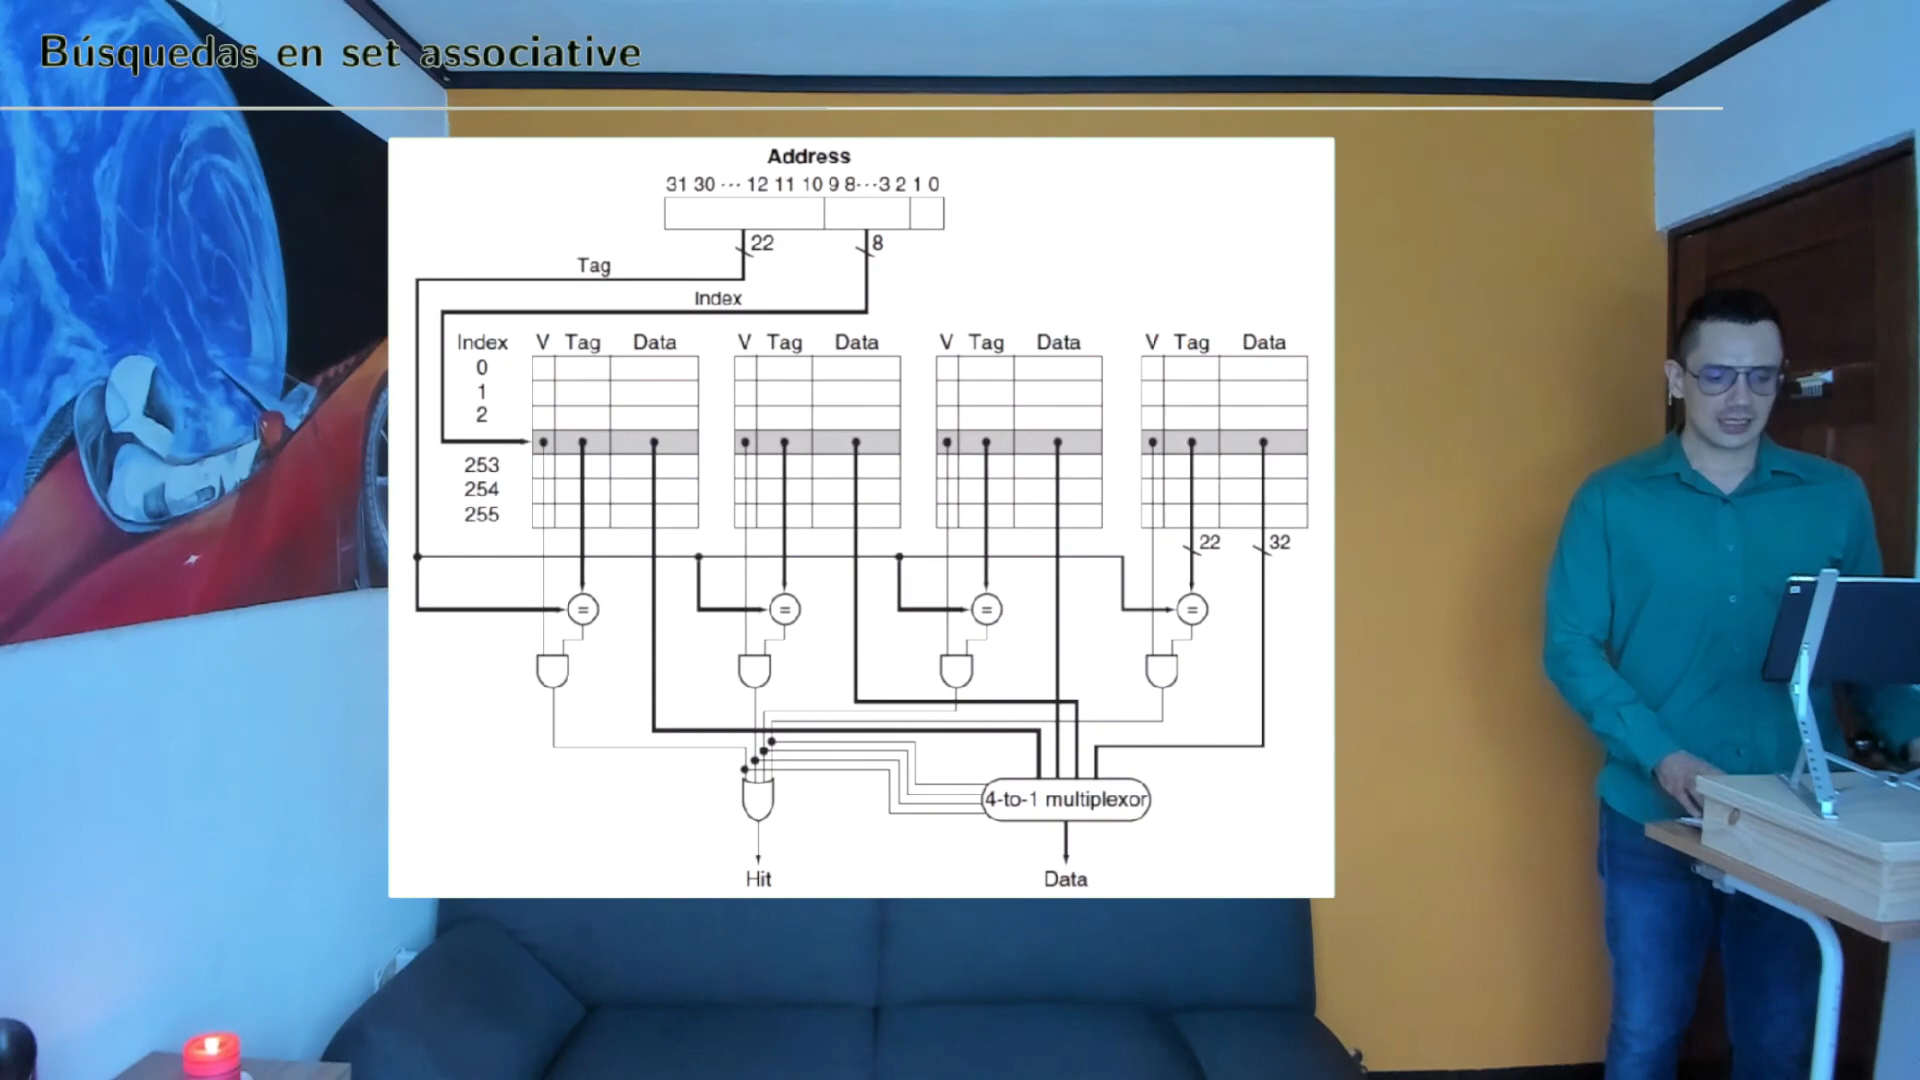 Búsquedas en set associative
Address
31 30 ··· 12 11 10 9 8···3 2 1 0
22 8
Tag
Index
Index V Tag Data V Tag Data V Tag Data V Tag Data
0
1
2
253
254
255
22 32
= = = =
4-to-1 multiplexor
Hit Data